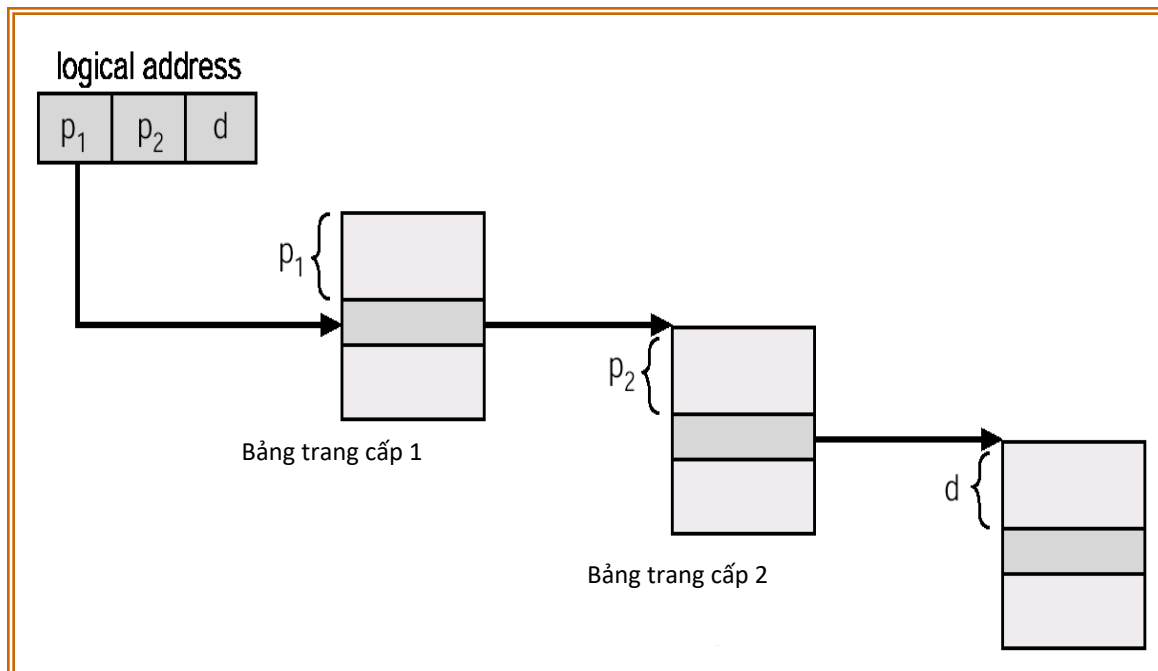 logical address
p₁ p₂ d
p₁
Bảng trang cấp 1
p₂
Bảng trang cấp 2
d